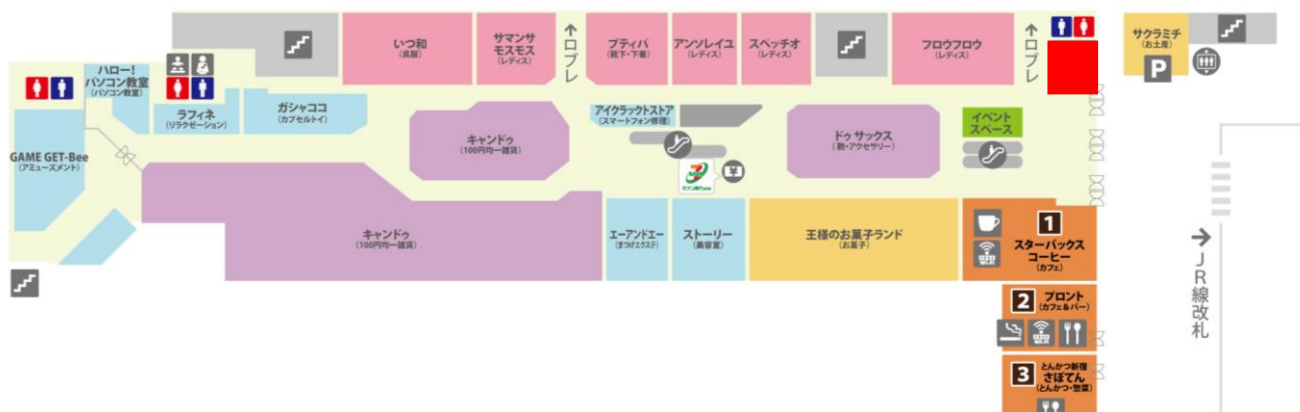 いつ和
(呉服)
サマンサ
モスモス
(レディス)
↑ロブレ
プティパ
(靴下・下着)
アンソレイユ
(レディス)
スペッチオ
(レディス)
フロウフロウ
(レディス)
↑ロブレ
サクラミチ
(お土産)
P
ハロー!
パソコン教室
(パソコン教室)
ラフィネ
(リラクゼーション)
ガシャココ
(カプセルトイ)
キャンドゥ
(100円均一雑貨)
アイクラックトストア
(スマートフォン修理)
ドゥ サックス
(鞄・アクセサリー)
イベント
スペース
GAME GET-Bee
(アミューズメント)
キャンドゥ
(100円均一雑貨)
エーアンドエー
(まつげエクステ)
ストーリー
(美容室)
王様のお菓子ランド
(お菓子)
1
スターバックス
コーヒー
(カフェ)
Wi-Fi
→JR線改札
2 プロント
(カフェ&バー)
Wi-Fi
3 とんかつ新宿
さぼてん
(とんかつ・惣菜)